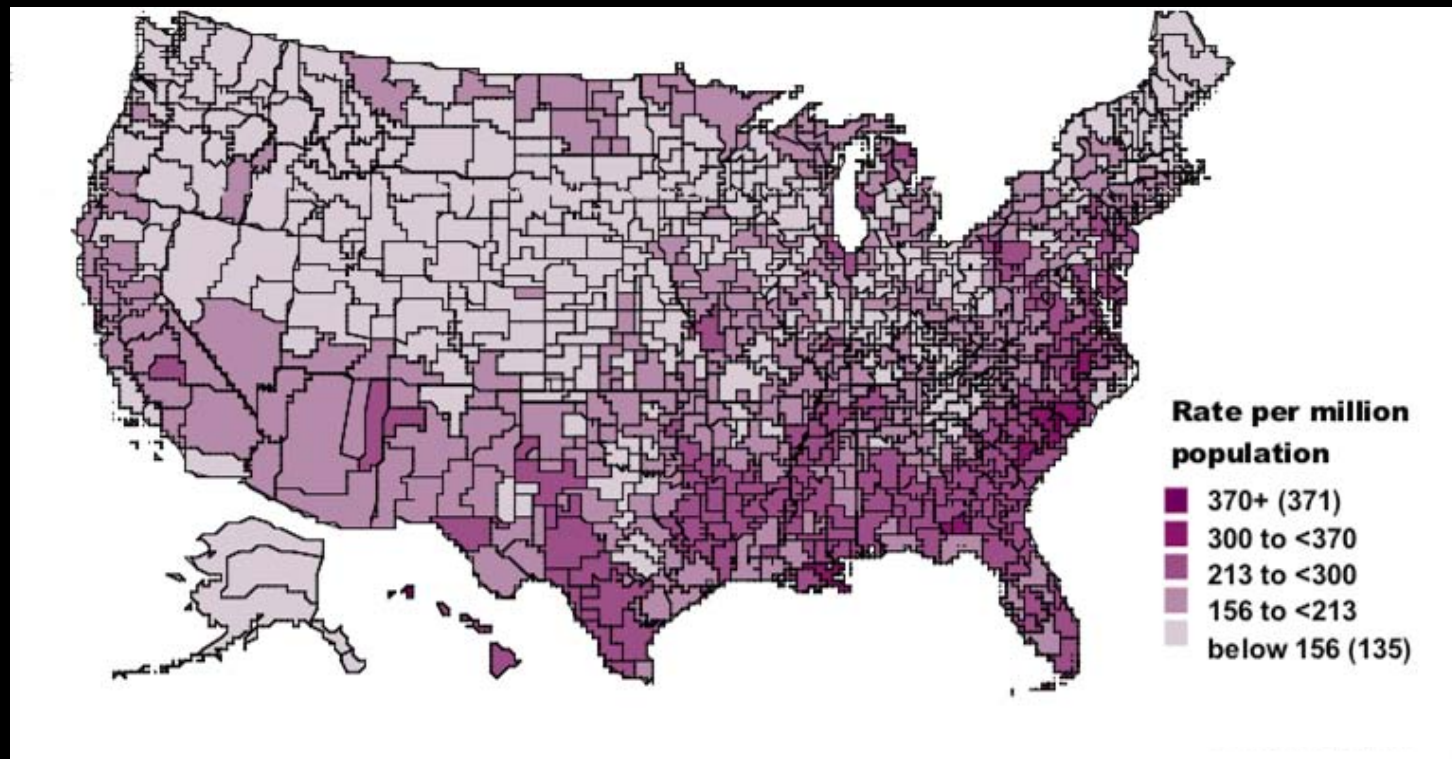 Rate per million
population
370+ (371)
300 to <370
213 to <300
156 to <213
below 156 (135)